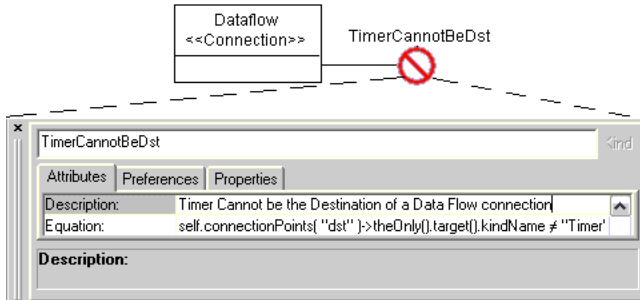 Dataflow
<<Connection>>
TimerCannotBeDst
TimerCannotBeDst
Kind
Attributes Preferences Properties
Description: Timer Cannot be the Destination of a Data Flow connection
Equation: self.connectionPoints( "dst" )->theOnly().target().kindName ≠ "Timer'
Description: